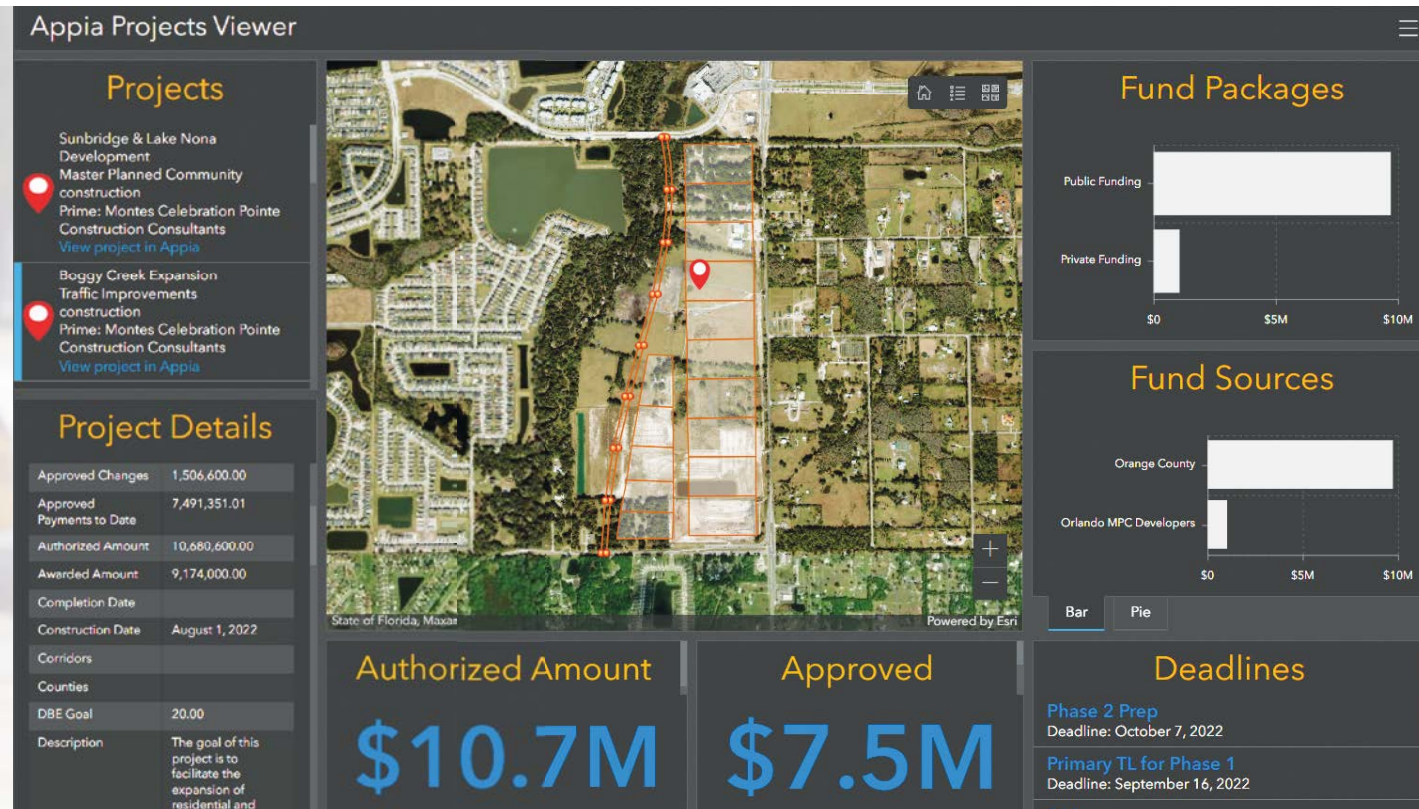 Appia Projects Viewer
Projects
Sunbridge & Lake Nona
Development
Master Planned Community
construction
Prime: Montes Celebration Pointe
Construction Consultants
View project in Appia
Boggy Creek Expansion
Traffic Improvements
construction
Prime: Montes Celebration Pointe
Construction Consultants
View project in Appia
Project Details
Approved Changes 1,506,600.00
Approved 7,491,351.01
Payments to Date
Authorized Amount 10,680,600.00
Awarded Amount 9,174,000.00
Completion Date
Construction Date August 1, 2022
Corridors
Counties
DBE Goal 20.00
Description The goal of this
project is to
facilitate the
expansion of
residential and
State of Florida, Maxar
Powered by Esri
Authorized Amount
$10.7M
Approved
$7.5M
Fund Packages
Public Funding
Private Funding
$0 $5M $10M
Fund Sources
Orange County
Orlando MPC Developers
$0 $5M $10M
Bar Pie
Deadlines
Phase 2 Prep
Deadline: October 7, 2022
Primary TL for Phase 1
Deadline: September 16, 2022